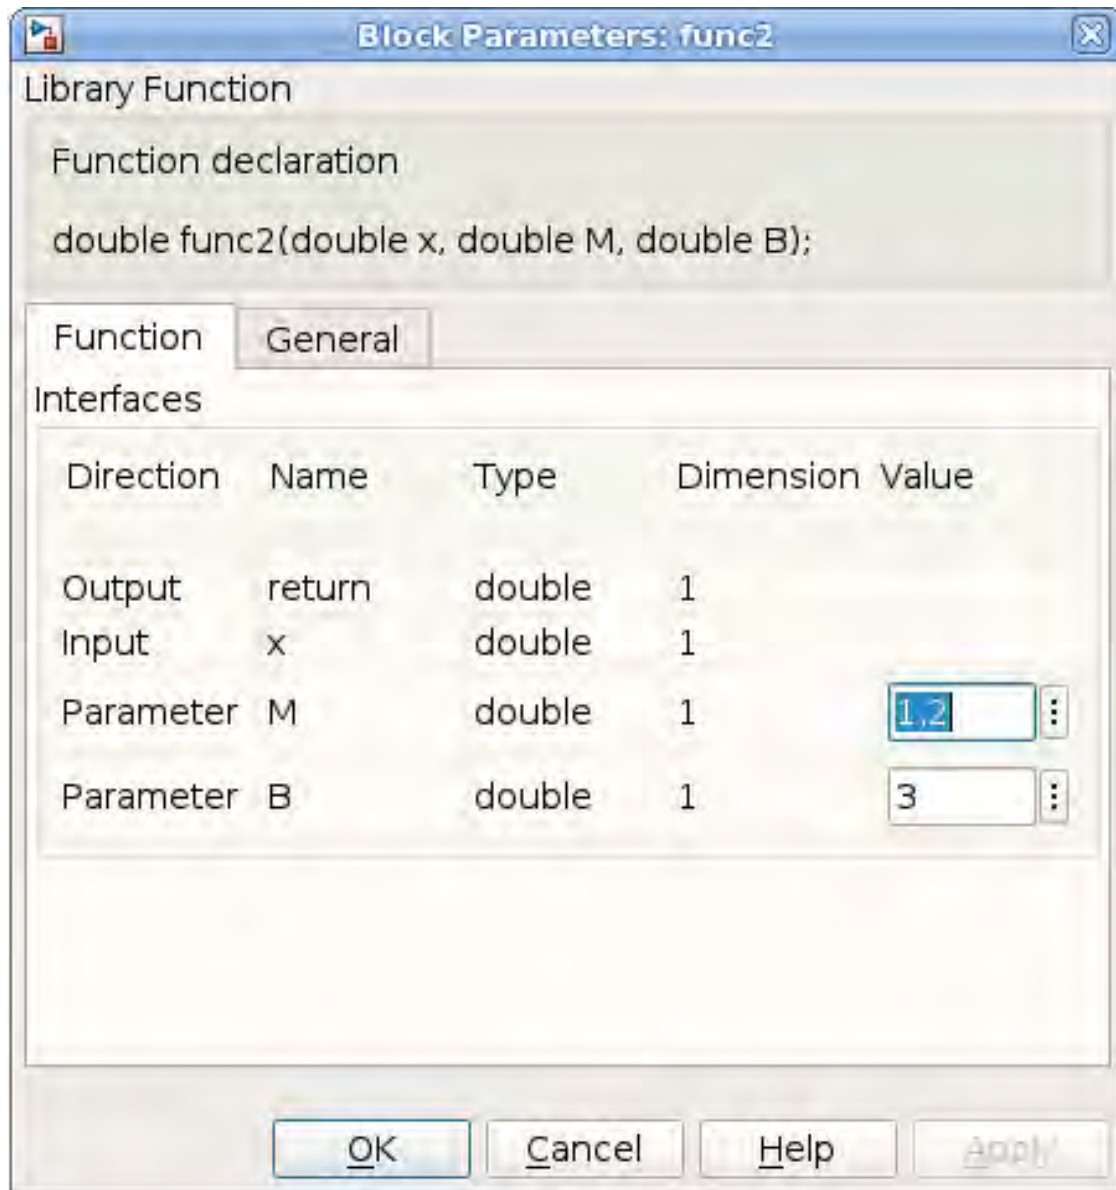 Block Parameters: func2
Library Function
Function declaration
double func2(double x, double M, double B);
Function General
Interfaces
Direction Name Type Dimension Value
Output return double 1
Input x double 1
Parameter M double 1 1.2
Parameter B double 1 3
OK Cancel Help Apply